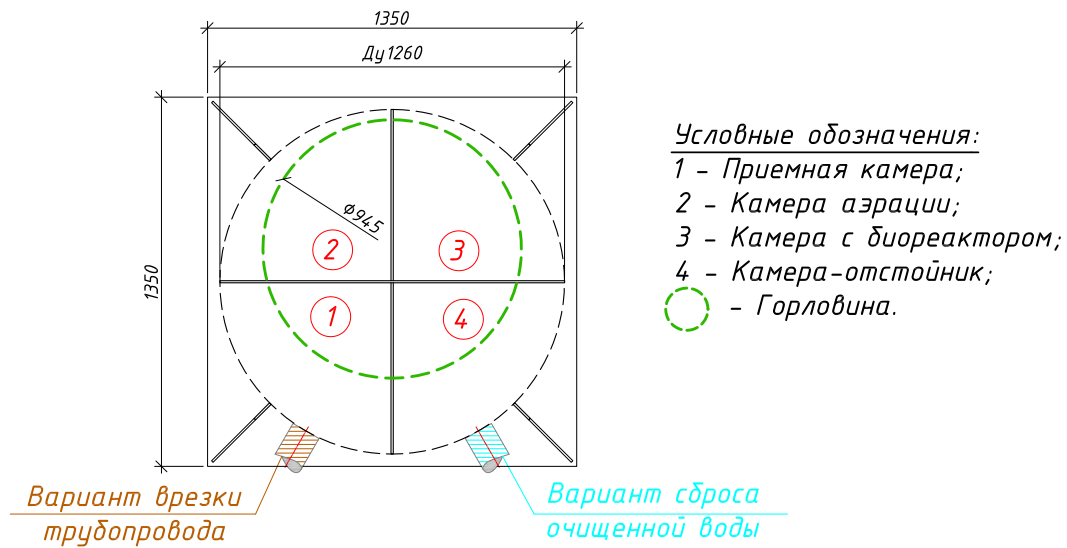 1350
Ду1260
Условные обозначения:
1 - Приемная камера;
2 - Камера аэрации;
3 - Камера с биореактором;
4 - Камера-отстойник;
- Горловина.
1350
ϕ945
2
3
1
4
Вариант врезки
трубопровода
Вариант сброса
очищенной воды